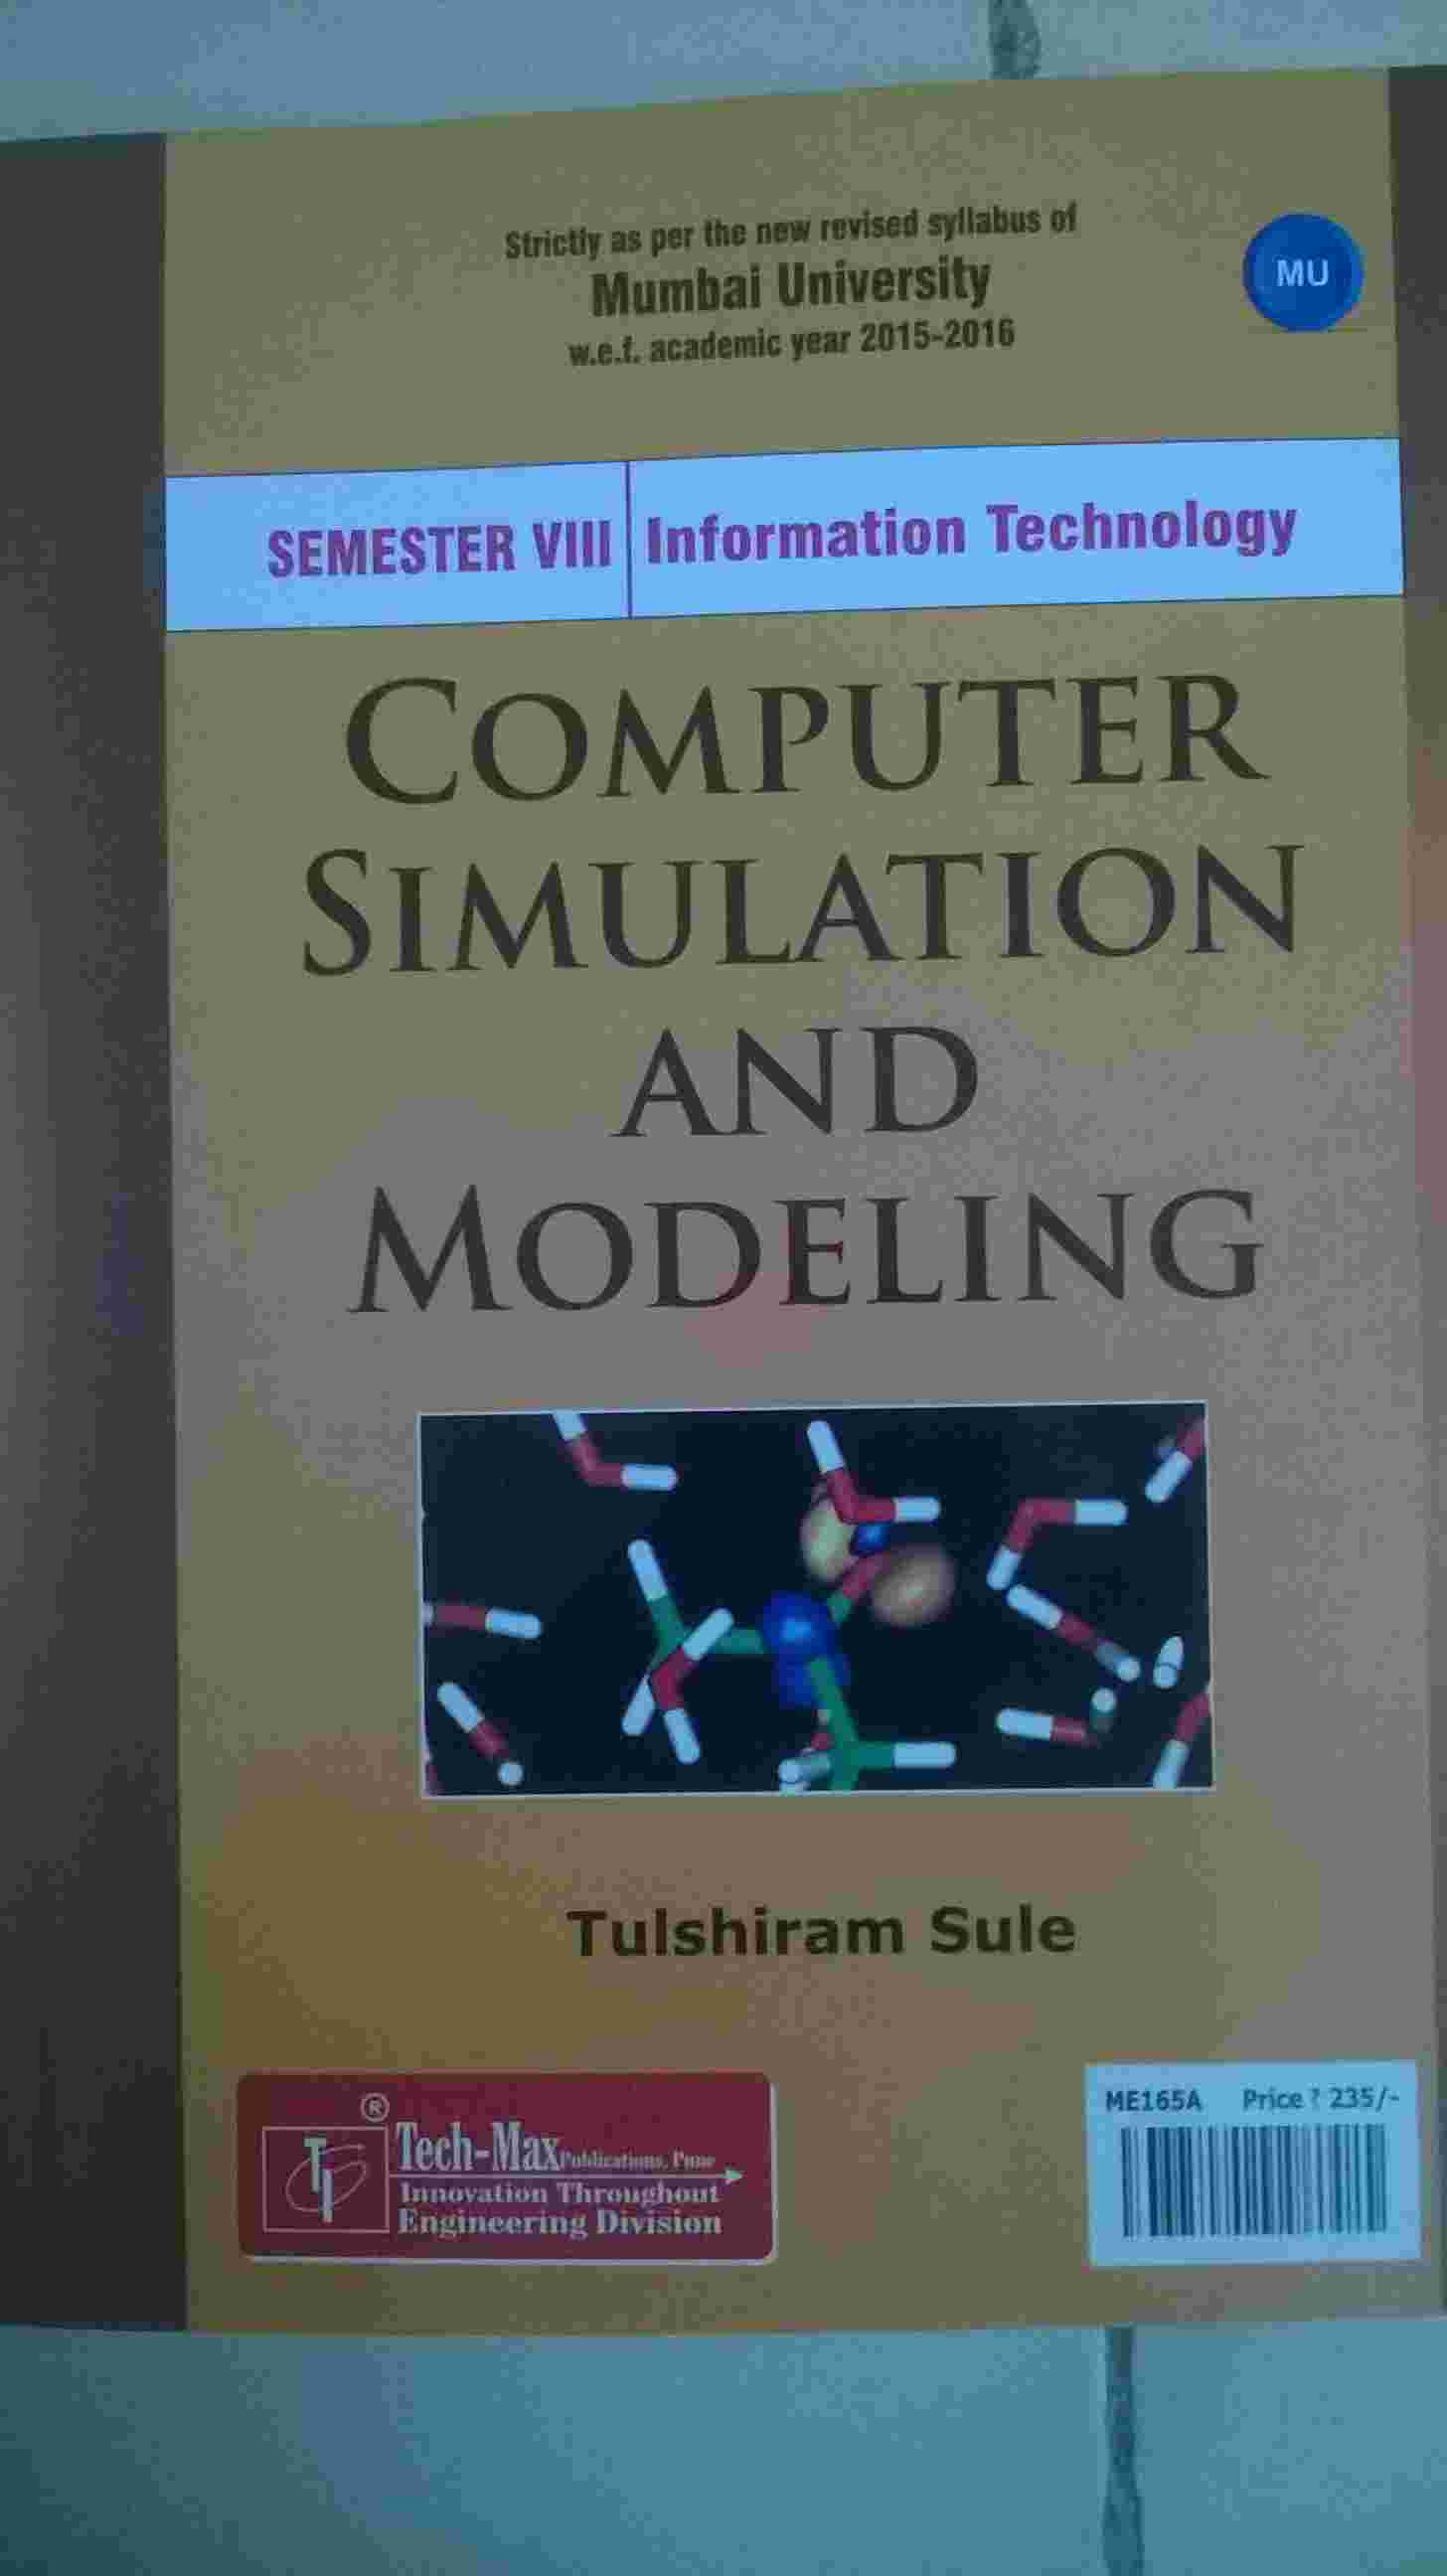 Strictly as per the new revised syllabus of
Mumbai University
w.e.f. academic year 2015-2016
MU
SEMESTER VIII Information Technology
COMPUTER
SIMULATION
AND
MODELING
Tulshiram Sule
®
Tech-Max Publications, Pune
Innovation Throughout
Engineering Division
ME165A Price ? 235/-